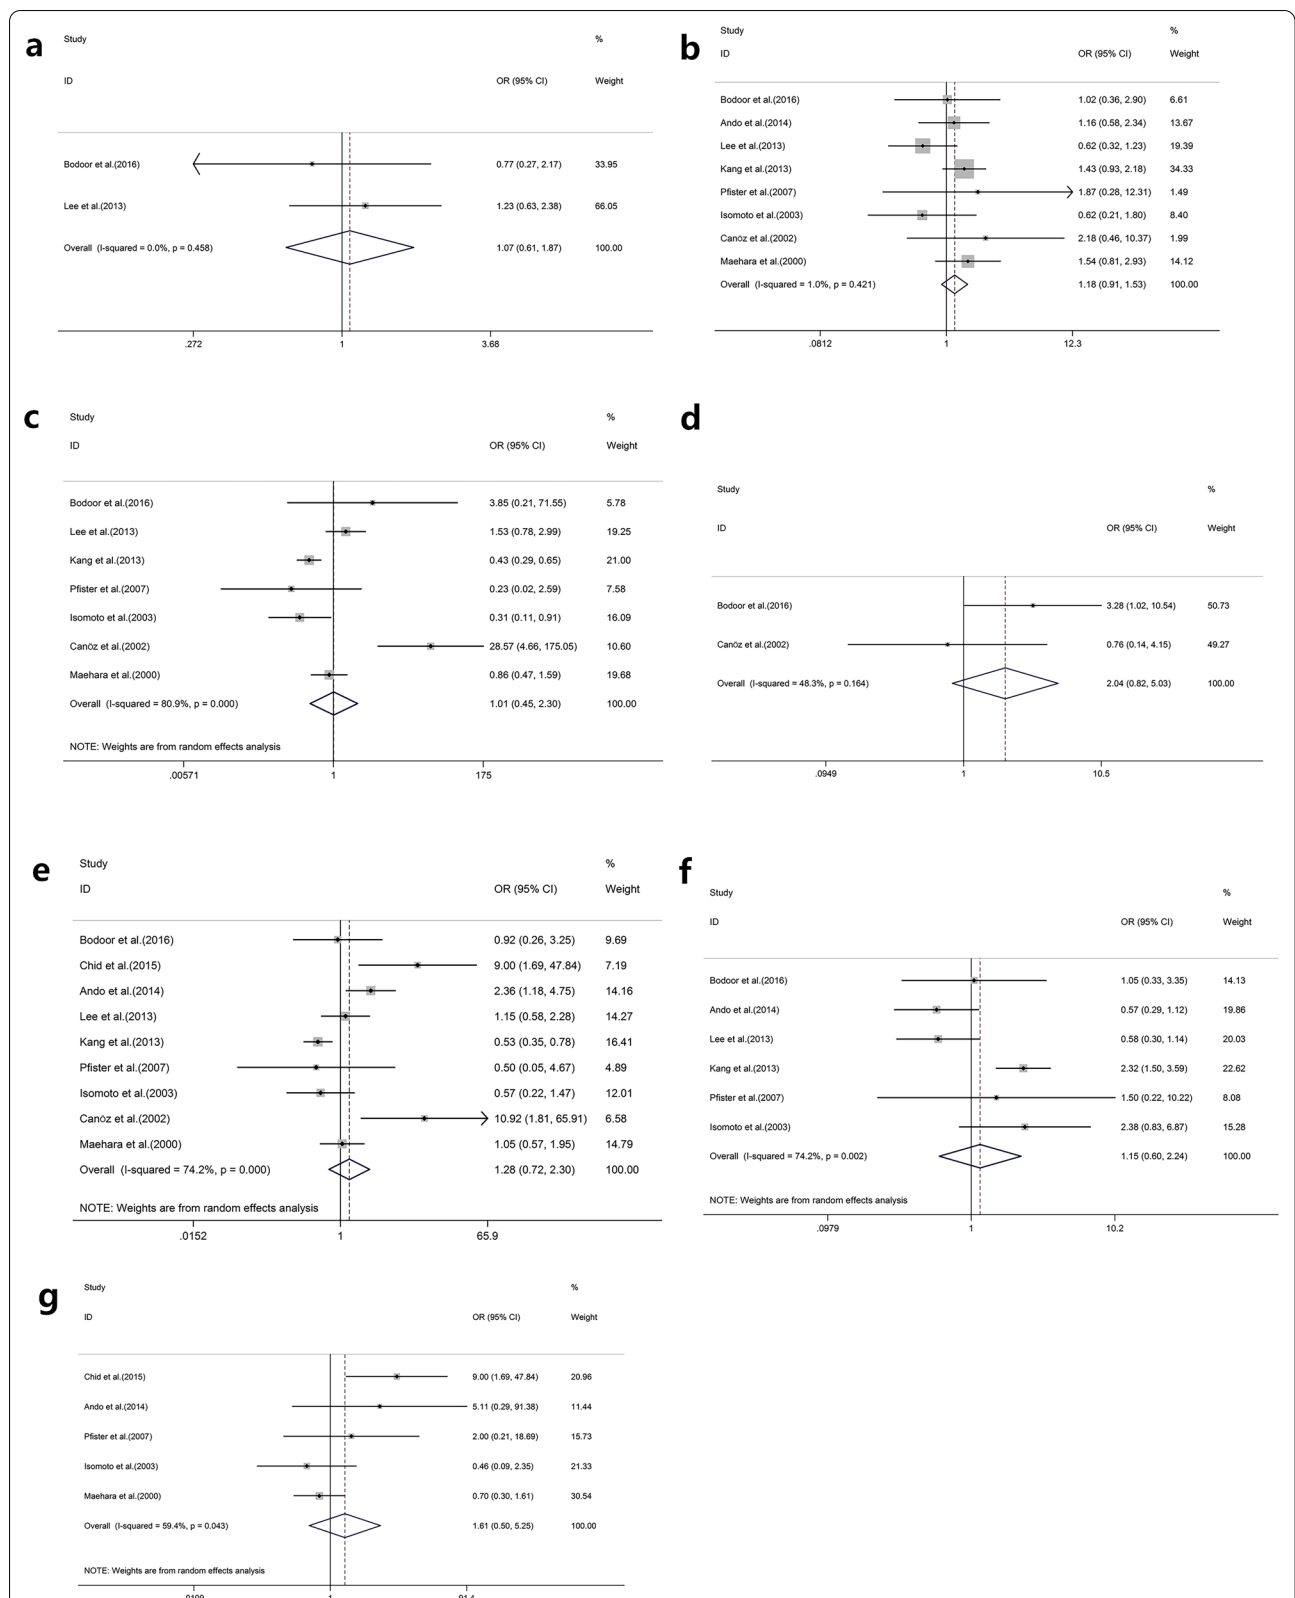 a
Study %
ID OR (95% CI) Weight
Bodoor et al.(2016) 0.77 (0.27, 2.17) 33.95
Lee et al.(2013) 1.23 (0.63, 2.38) 66.05
Overall (I-squared = 0.0%, p = 0.458) 1.07 (0.61, 1.87) 100.00
.272 1 3.68
b
Study %
ID OR (95% CI) Weight
Bodoor et al.(2016) 1.02 (0.36, 2.90) 6.61
Ando et al.(2014) 1.16 (0.58, 2.34) 13.67
Lee et al.(2013) 0.62 (0.32, 1.23) 19.39
Kang et al.(2013) 1.43 (0.93, 2.18) 34.33
Pfister et al.(2007) 1.87 (0.28, 12.31) 1.49
Isomoto et al.(2003) 0.62 (0.21, 1.80) 8.40
Canöz et al.(2002) 2.18 (0.46, 10.37) 1.99
Maehara et al.(2000) 1.54 (0.81, 2.93) 14.12
Overall (I-squared = 1.0%, p = 0.421) 1.18 (0.91, 1.53) 100.00
.0812 1 12.3
c
Study %
ID OR (95% CI) Weight
Bodoor et al.(2016) 3.85 (0.21, 71.55) 5.78
Lee et al.(2013) 1.53 (0.78, 2.99) 19.25
Kang et al.(2013) 0.43 (0.29, 0.65) 21.00
Pfister et al.(2007) 0.23 (0.02, 2.59) 7.58
Isomoto et al.(2003) 0.31 (0.11, 0.91) 16.09
Canöz et al.(2002) 28.57 (4.66, 175.05) 10.60
Maehara et al.(2000) 0.86 (0.47, 1.59) 19.68
Overall (I-squared = 80.9%, p = 0.000) 1.01 (0.45, 2.30) 100.00
NOTE: Weights are from random effects analysis
.00571 1 175
d
Study %
ID OR (95% CI) Weight
Bodoor et al.(2016) 3.28 (1.02, 10.54) 50.73
Canöz et al.(2002) 0.76 (0.14, 4.15) 49.27
Overall (I-squared = 48.3%, p = 0.164) 2.04 (0.82, 5.03) 100.00
.0949 1 10.5
e
Study %
ID OR (95% CI) Weight
Bodoor et al.(2016) 0.92 (0.26, 3.25) 9.69
Chid et al.(2015) 9.00 (1.69, 47.84) 7.19
Ando et al.(2014) 2.36 (1.18, 4.75) 14.16
Lee et al.(2013) 1.15 (0.58, 2.28) 14.27
Kang et al.(2013) 0.53 (0.35, 0.78) 16.41
Pfister et al.(2007) 0.50 (0.05, 4.67) 4.89
Isomoto et al.(2003) 0.57 (0.22, 1.47) 12.01
Canöz et al.(2002) 10.92 (1.81, 65.91) 6.58
Maehara et al.(2000) 1.05 (0.57, 1.95) 14.79
Overall (I-squared = 74.2%, p = 0.000) 1.28 (0.72, 2.30) 100.00
NOTE: Weights are from random effects analysis
.0152 1 65.9
f
Study %
ID OR (95% CI) Weight
Bodoor et al.(2016) 1.05 (0.33, 3.35) 14.13
Ando et al.(2014) 0.57 (0.29, 1.12) 19.86
Lee et al.(2013) 0.58 (0.30, 1.14) 20.03
Kang et al.(2013) 2.32 (1.50, 3.59) 22.62
Pfister et al.(2007) 1.50 (0.22, 10.22) 8.08
Isomoto et al.(2003) 2.38 (0.83, 6.87) 15.28
Overall (I-squared = 74.2%, p = 0.002) 1.15 (0.60, 2.24) 100.00
NOTE: Weights are from random effects analysis
.0979 1 10.2
g
Study %
ID OR (95% CI) Weight
Chid et al.(2015) 9.00 (1.69, 47.84) 20.96
Ando et al.(2014) 5.11 (0.29, 91.38) 11.44
Pfister et al.(2007) 2.00 (0.21, 18.69) 15.73
Isomoto et al.(2003) 0.46 (0.09, 2.35) 21.33
Maehara et al.(2000) 0.70 (0.30, 1.61) 30.54
Overall (I-squared = 59.4%, p = 0.043) 1.61 (0.50, 5.25) 100.00
NOTE: Weights are from random effects analysis